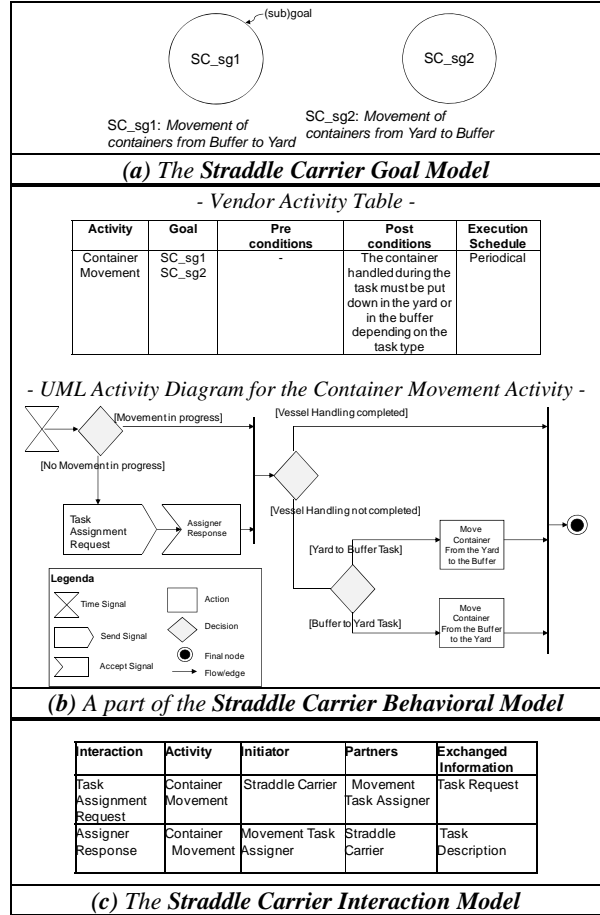 (sub)goal
SC_sg1
SC_sg2
SC_sg1: Movement of
containers from Buffer to Yard
SC_sg2: Movement of
containers from Yard to Buffer
(a) The Straddle Carrier Goal Model
- Vendor Activity Table -
Activity
Goal
Pre
conditions
Post
conditions
Execution
Schedule
Container
Movement
SC_sg1
SC_sg2
-
The container
handled during the
task must be put
down in the yard or
in the buffer
depending on the
task type
Periodical
- UML Activity Diagram for the Container Movement Activity -
[Movement in progress]
[No Movement in progress]
Task
Assignment
Request
Assigner
Response
[Vessel Handling completed]
[Vessel Handling not completed]
[Yard to Buffer Task]
Move
Container
From the Yard
to the Buffer
[Buffer to Yard Task]
Move
Container
From the Buffer
to the Yard
Legenda
Time Signal
Send Signal
Accept Signal
Action
Decision
Final node
Flow/edge
(b) A part of the Straddle Carrier Behavioral Model
Interaction
Activity
Initiator
Partners
Exchanged
Information
Task
Assignment
Request
Container
Movement
Straddle Carrier
Movement
Task Assigner
Task Request
Assigner
Response
Container
Movement
Movement Task
Assigner
Straddle
Carrier
Task
Description
(c) The Straddle Carrier Interaction Model